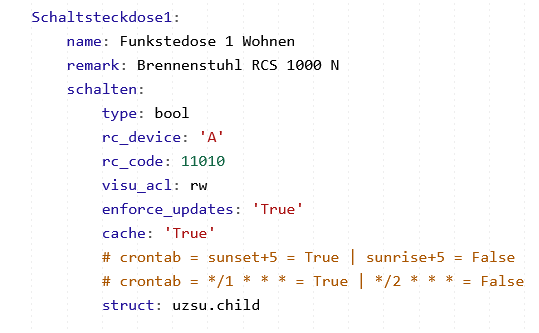 Schaltsteckdose1:
    name: Funkstedose 1 Wohnen
    remark: Brennenstuhl RCS 1000 N
    schalten:
        type: bool
        rc_device: 'A'
        rc_code: 11010
        visu_acl: rw
        enforce_updates: 'True'
        cache: 'True'
        # crontab = sunset+5 = True | sunrise+5 = False
        # crontab = */1 * * * = True | */2 * * * = False
        struct: uzsu.child